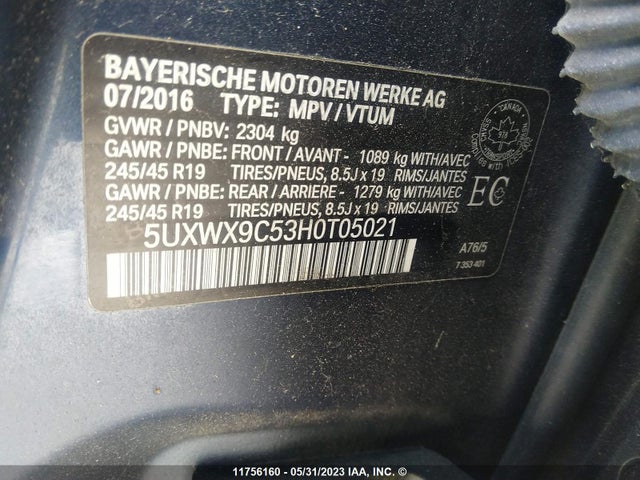 BAYERISCHE MOTOREN WERKE AG
07/2016 TYPE: MPV / VTUM
GVWR / PNBV: 2304 kg
GAWR / PNBE: FRONT / AVANT - 1089 kg WITH/AVEC
245/45 R19 TIRES/PNEUS, 8.5J x 19 RIMS/JANTES
GAWR / PNBE: REAR / ARRIERE - 1279 kg WITH/AVEC
245/45 R19 TIRES/PNEUS, 8.5J x 19 RIMS/JANTES
CANADA
EC
5UXWX9C53H0T05021
A76/5
7 353 401
11756160 - 05/31/2023 IAA, INC. ©